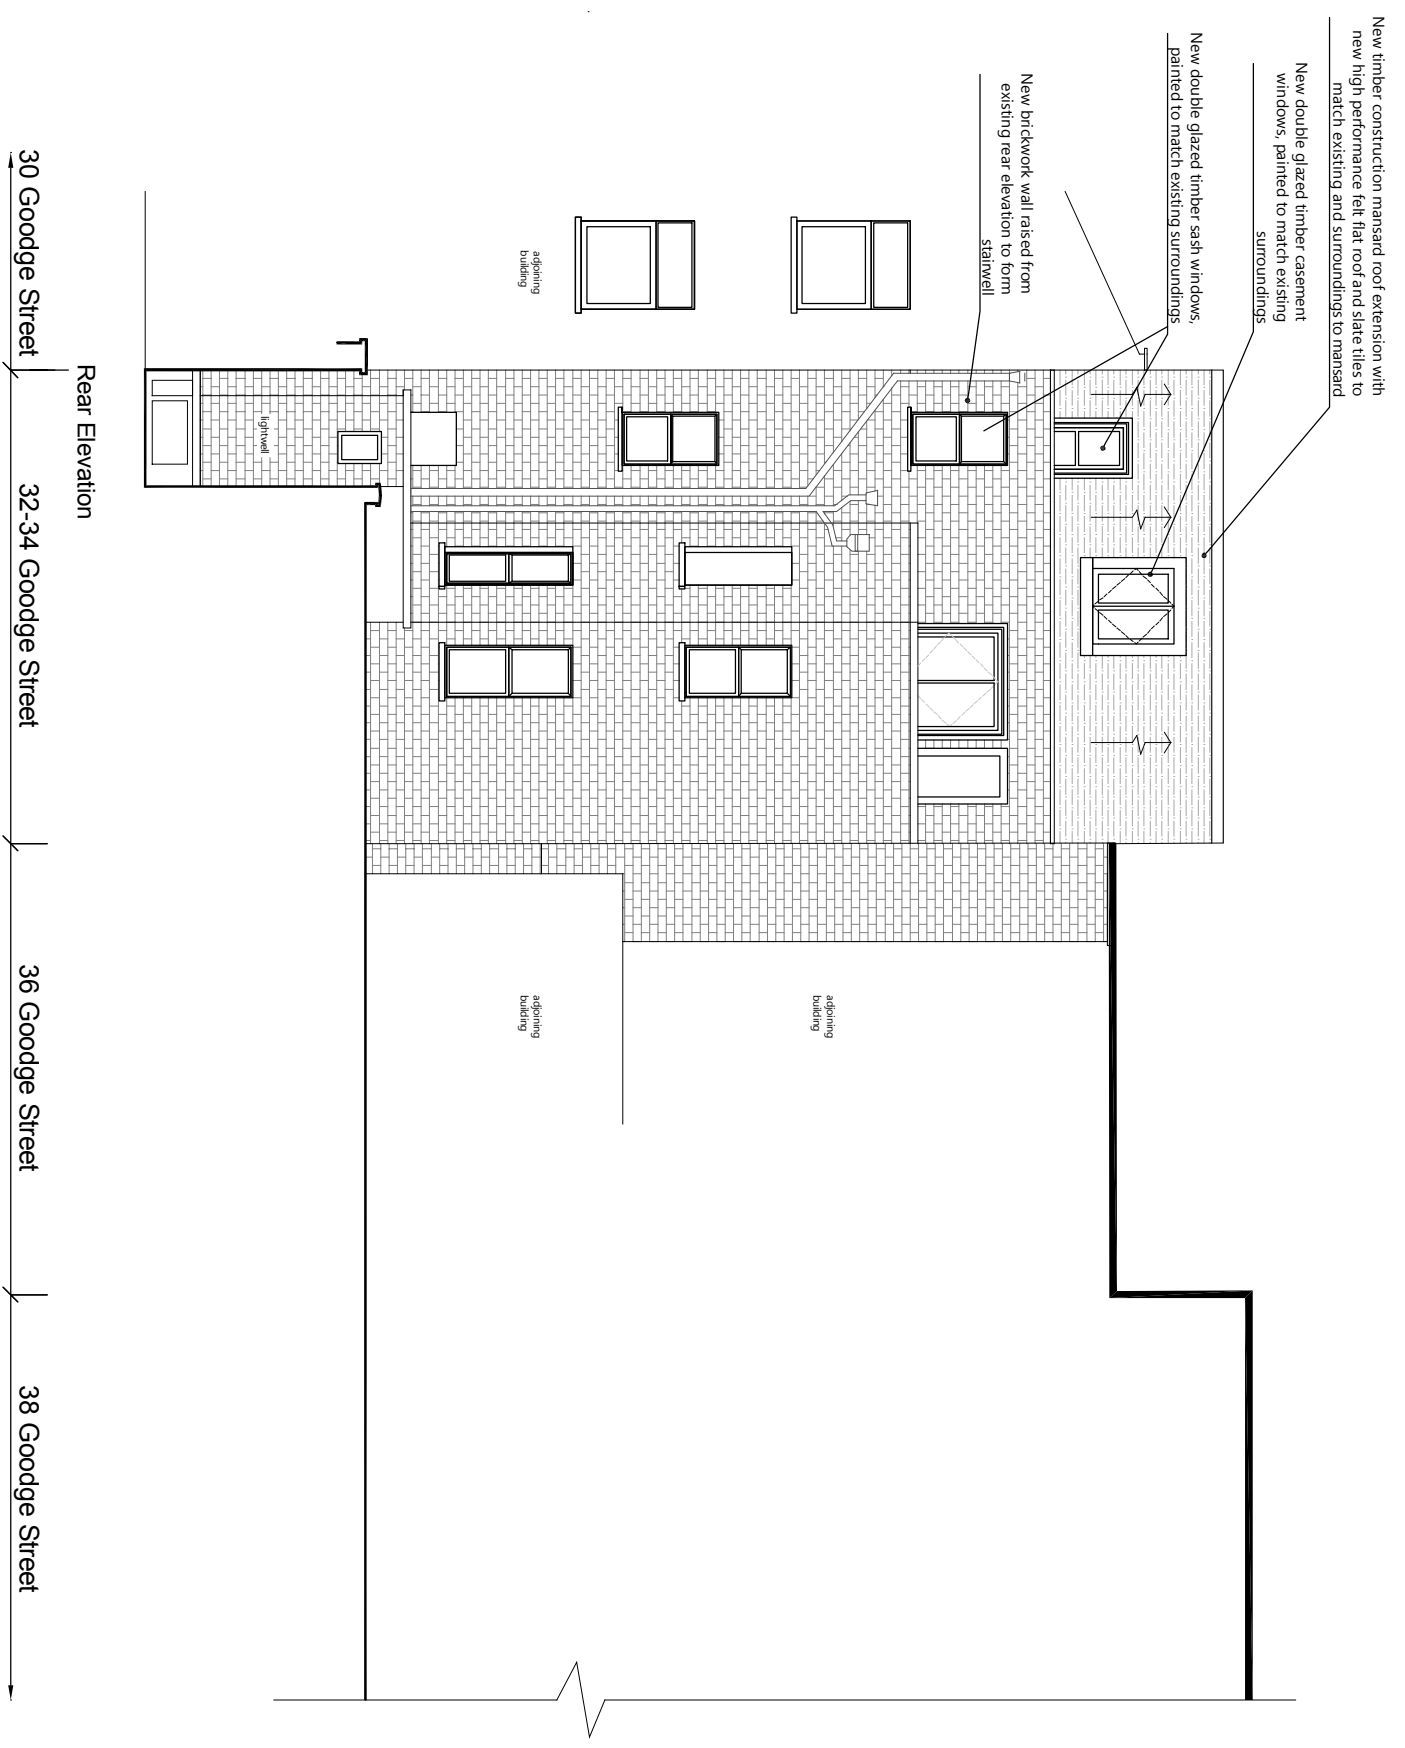 New timber construction mansard roof extension with
new high performance felt flat roof and slate tiles to
match existing and surroundings to mansard
New double glazed timber casement
windows, painted to match existing
surroundings
New double glazed timber sash windows,
painted to match existing surroundings
New brickwork wall raised from
existing rear elevation to form
stairwell
adjoining
building
adjoining
building
adjoining
building
lightwell
Rear Elevation
30 Goodge Street
32-34 Goodge Street
36 Goodge Street
38 Goodge Street